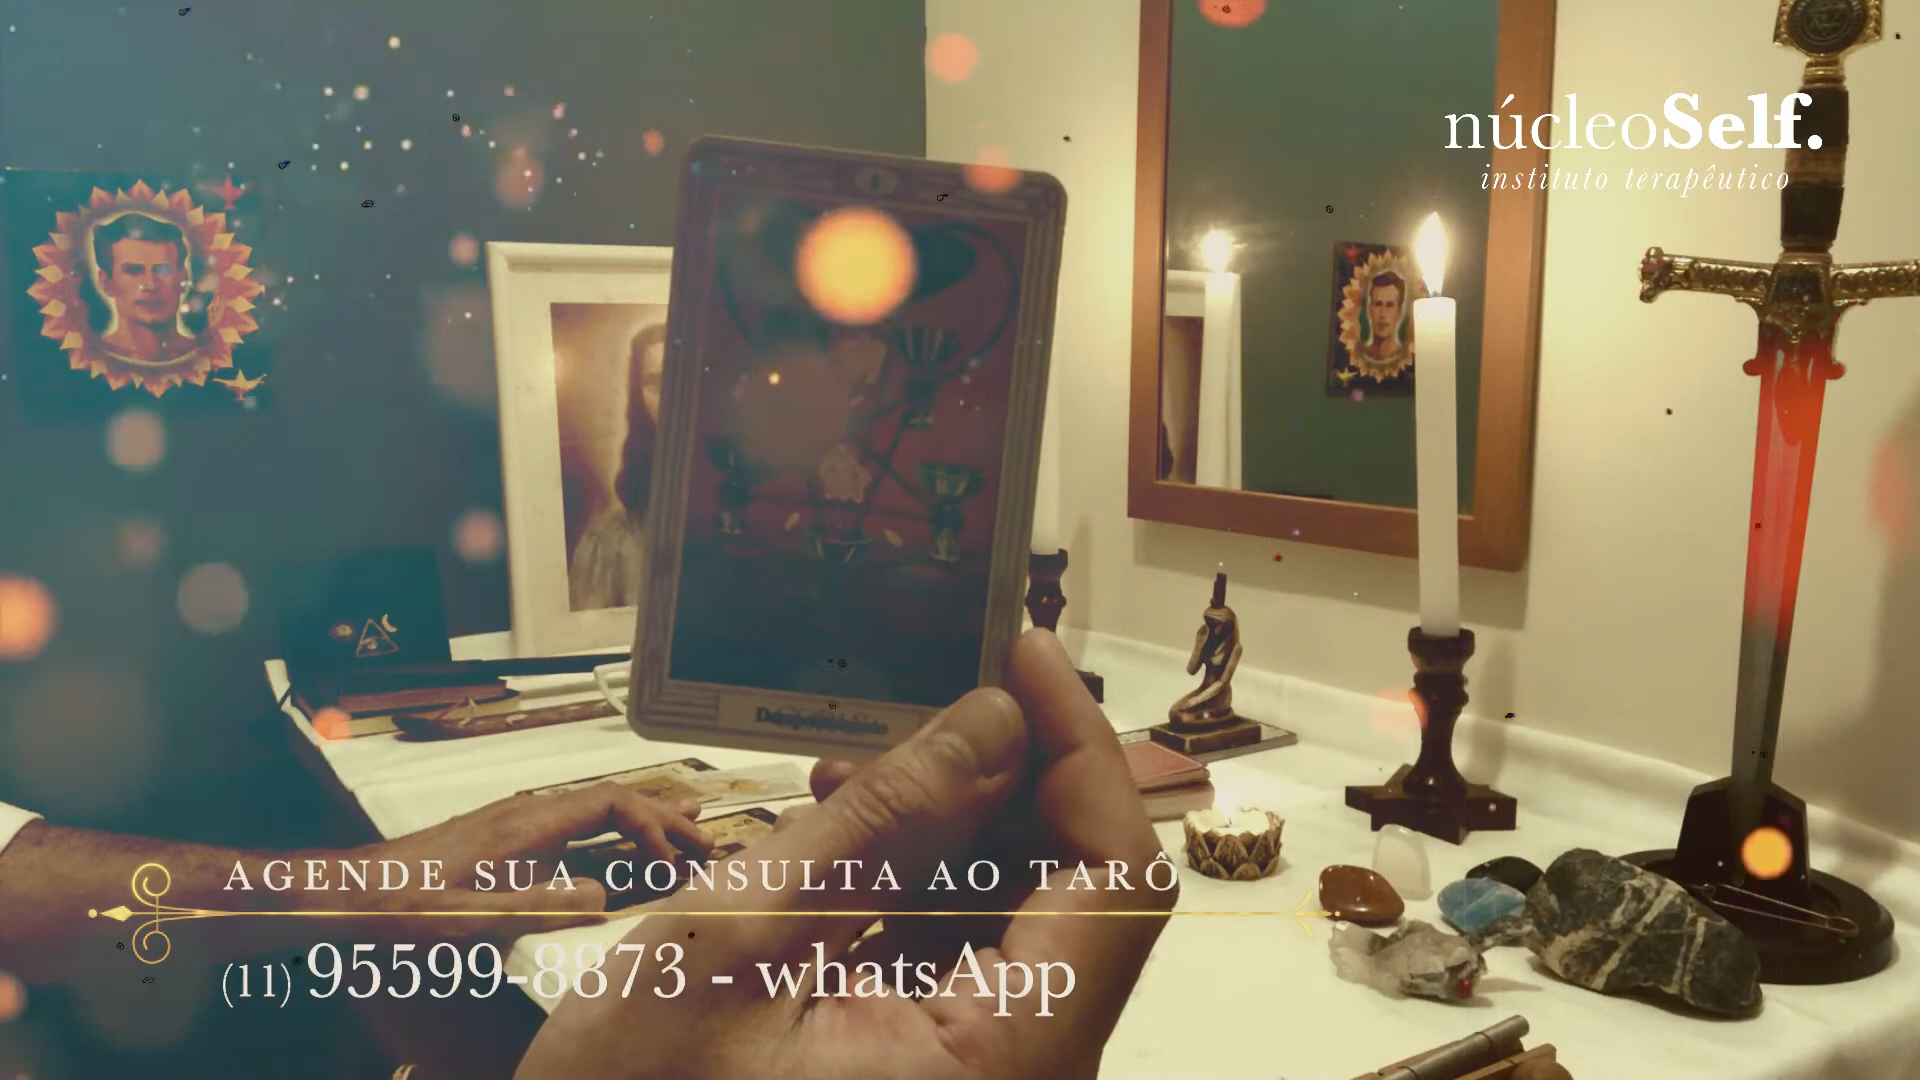 núcleoSelf.
instituto terapêutico
AGENDE SUA CONSULTA AO TARÔ
(11) 95599-8873 - whatsApp